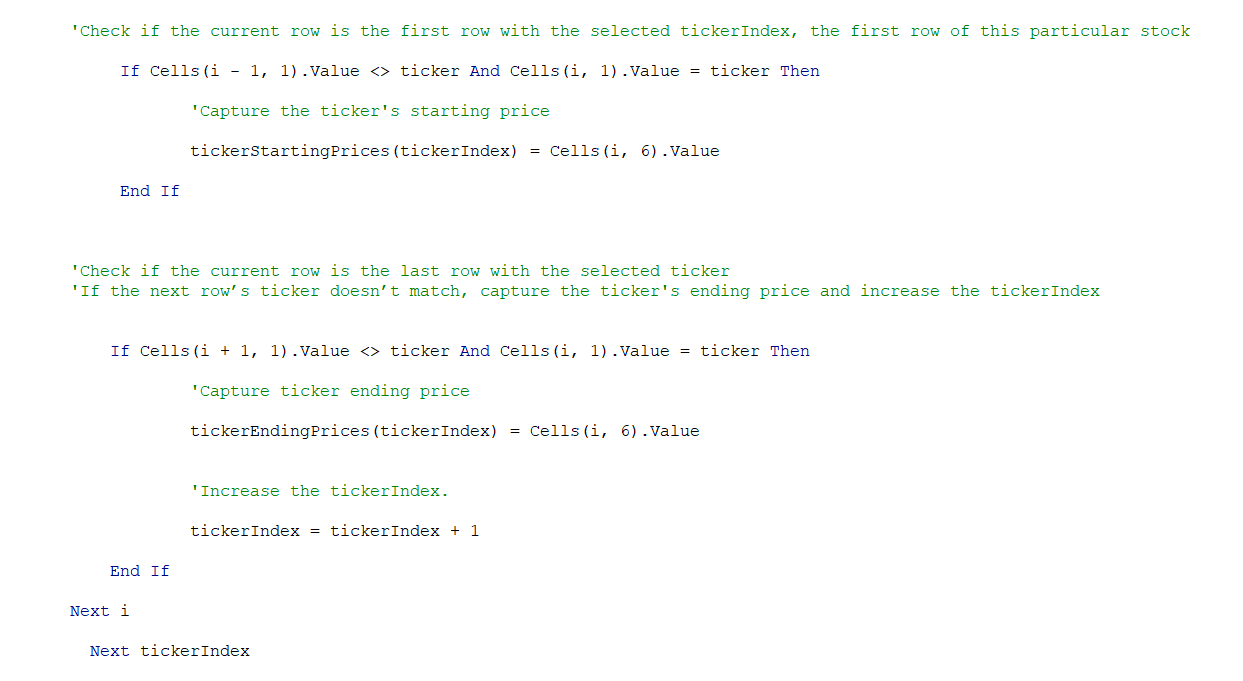 'Check if the current row is the first row with the selected tickerIndex, the first row of this particular stock
If Cells(i - 1, 1).Value <> ticker And Cells(i, 1).Value = ticker Then
'Capture the ticker's starting price
tickerStartingPrices(tickerIndex) = Cells(i, 6).Value
End If
'Check if the current row is the last row with the selected ticker
'If the next row’s ticker doesn’t match, capture the ticker's ending price and increase the tickerIndex
If Cells(i + 1, 1).Value <> ticker And Cells(i, 1).Value = ticker Then
'Capture ticker ending price
tickerEndingPrices(tickerIndex) = Cells(i, 6).Value
'Increase the tickerIndex.
tickerIndex = tickerIndex + 1
End If
Next i
Next tickerIndex